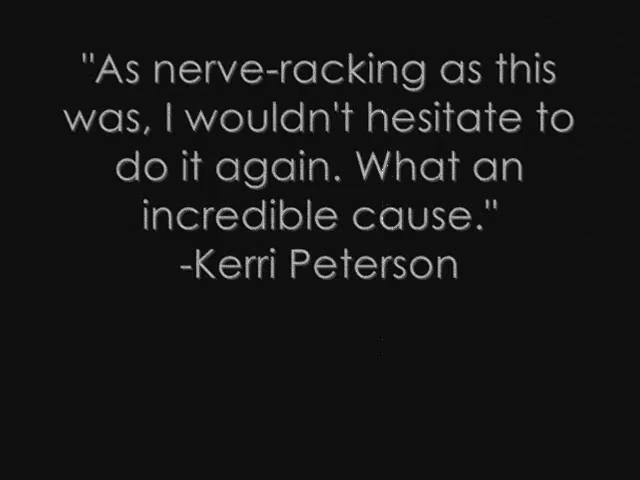 "As nerve-racking as this
was, I wouldn't hesitate to
do it again. What an
incredible cause."
-Kerri Peterson